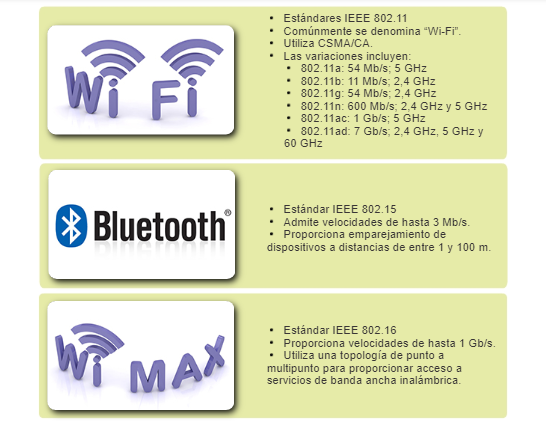 Wi Fi
• Estándares IEEE 802.11
• Comúnmente se denomina “Wi-Fi”.
• Utiliza CSMA/CA.
• Las variaciones incluyen:
• 802.11a: 54 Mb/s; 5 GHz
• 802.11b: 11 Mb/s; 2,4 GHz
• 802.11g: 54 Mb/s; 2,4 GHz
• 802.11n: 600 Mb/s; 2,4 GHz y 5 GHz
• 802.11ac: 1 Gb/s; 5 GHz
• 802.11ad: 7 Gb/s; 2,4 GHz, 5 GHz y
60 GHz
Bluetooth®
• Estándar IEEE 802.15
• Admite velocidades de hasta 3 Mb/s.
• Proporciona emparejamiento de
dispositivos a distancias de entre 1 y 100 m.
Wi MAX
• Estándar IEEE 802.16
• Proporciona velocidades de hasta 1 Gb/s.
• Utiliza una topología de punto a
multipunto para proporcionar acceso a
servicios de banda ancha inalámbrica.